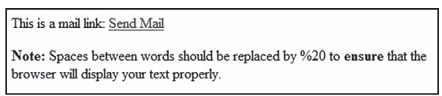 This is a mail link: Send Mail
Note: Spaces between words should be replaced by %20 to ensure that the
browser will display your text properly.